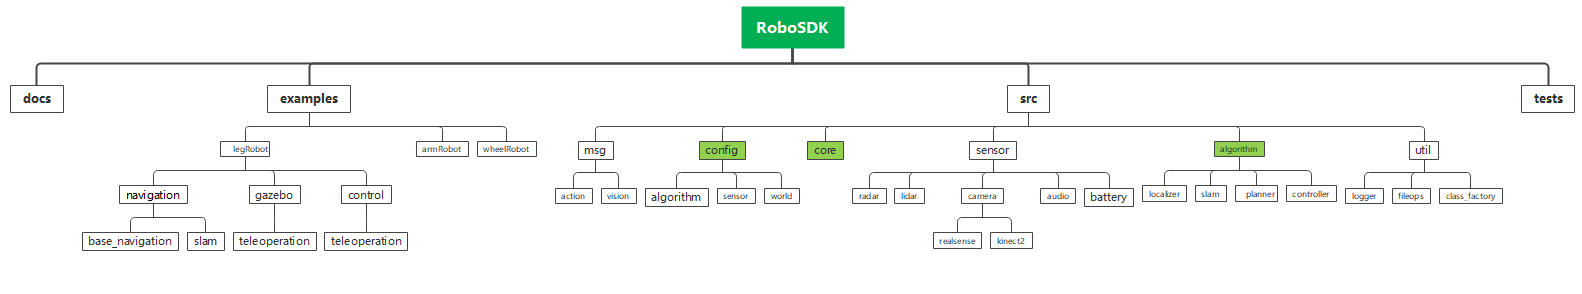 RoboSDK
docs
examples
src
tests
legRobot
armRobot
wheelRobot
msg
config
core
sensor
algorithm
util
navigation
gazebo
control
action
vision
algorithm
sensor
world
radar
lidar
camera
audio
battery
localizer
slam
planner
controller
logger
fileops
class_factory
base_navigation
slam
teleoperation
teleoperation
realsense
kinect2